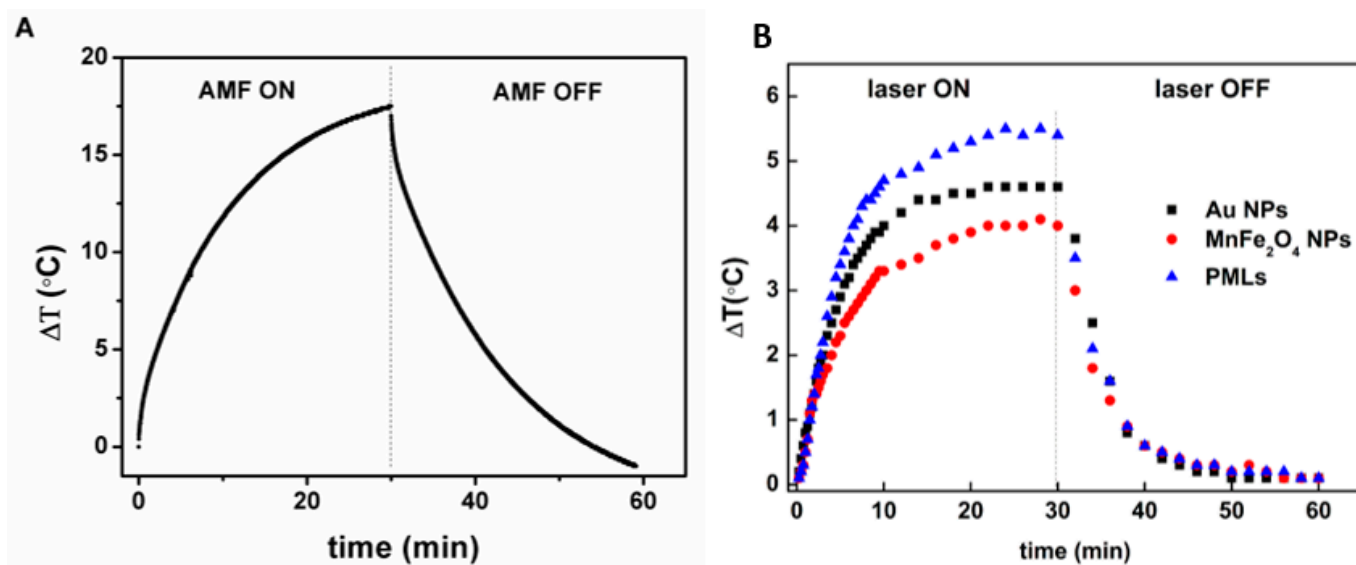 A
AMF ON
AMF OFF
ΔT (°C)
20
15
10
5
0
0
30
60
time (min)
B
laser ON
laser OFF
Au NPs
MnFe₂O₄ NPs
PMLs
ΔT(°C)
6
5
4
3
2
1
0
0
10
20
30
40
50
60
time (min)